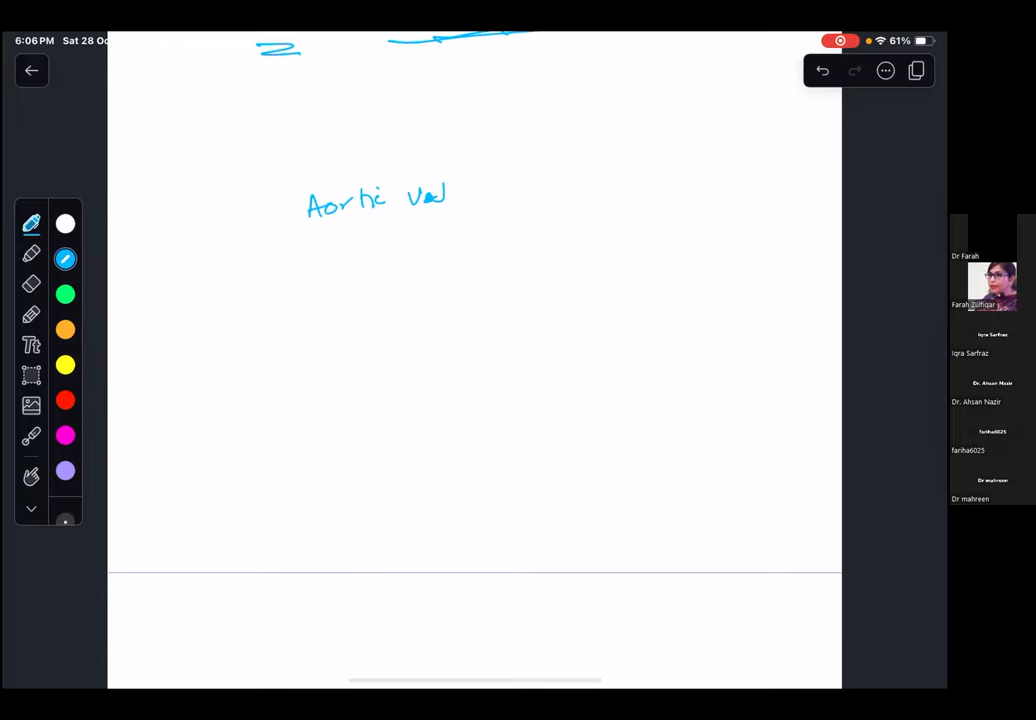 6:06 PM Sat 28 Oc
61%
Aortic
Tt
Dr Farah
Farah Zulfiqar
Iqra Sarfraz
Iqra Sarfraz
Dr. Ahsan Nazir
Dr. Ahsan Nazir
fariha6025
fariha6025
Dr mahreen
Dr mahreen